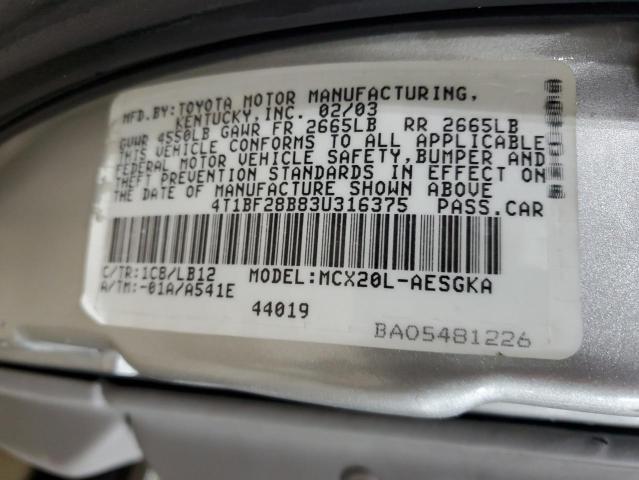 MFD.BY:TOYOTA MOTOR MANUFACTURING,
KENTUCKY,INC. 02/03
GVWR 4550LB GAWR FR 2665LB RR 2665LB
THIS VEHICLE CONFORMS TO ALL APPLICABLE
FEDERAL MOTOR VEHICLE SAFETY,BUMPER AND
THEFT PREVENTION STANDARDS IN EFFECT ON
THE DATE OF MANUFACTURE SHOWN ABOVE
4T1BF28B83U316375 PASS.CAR
C/TR:1C8/LB12 MODEL:MCX20L-AESGKA
A/TM:-01A/A541E
44019
BA05481226